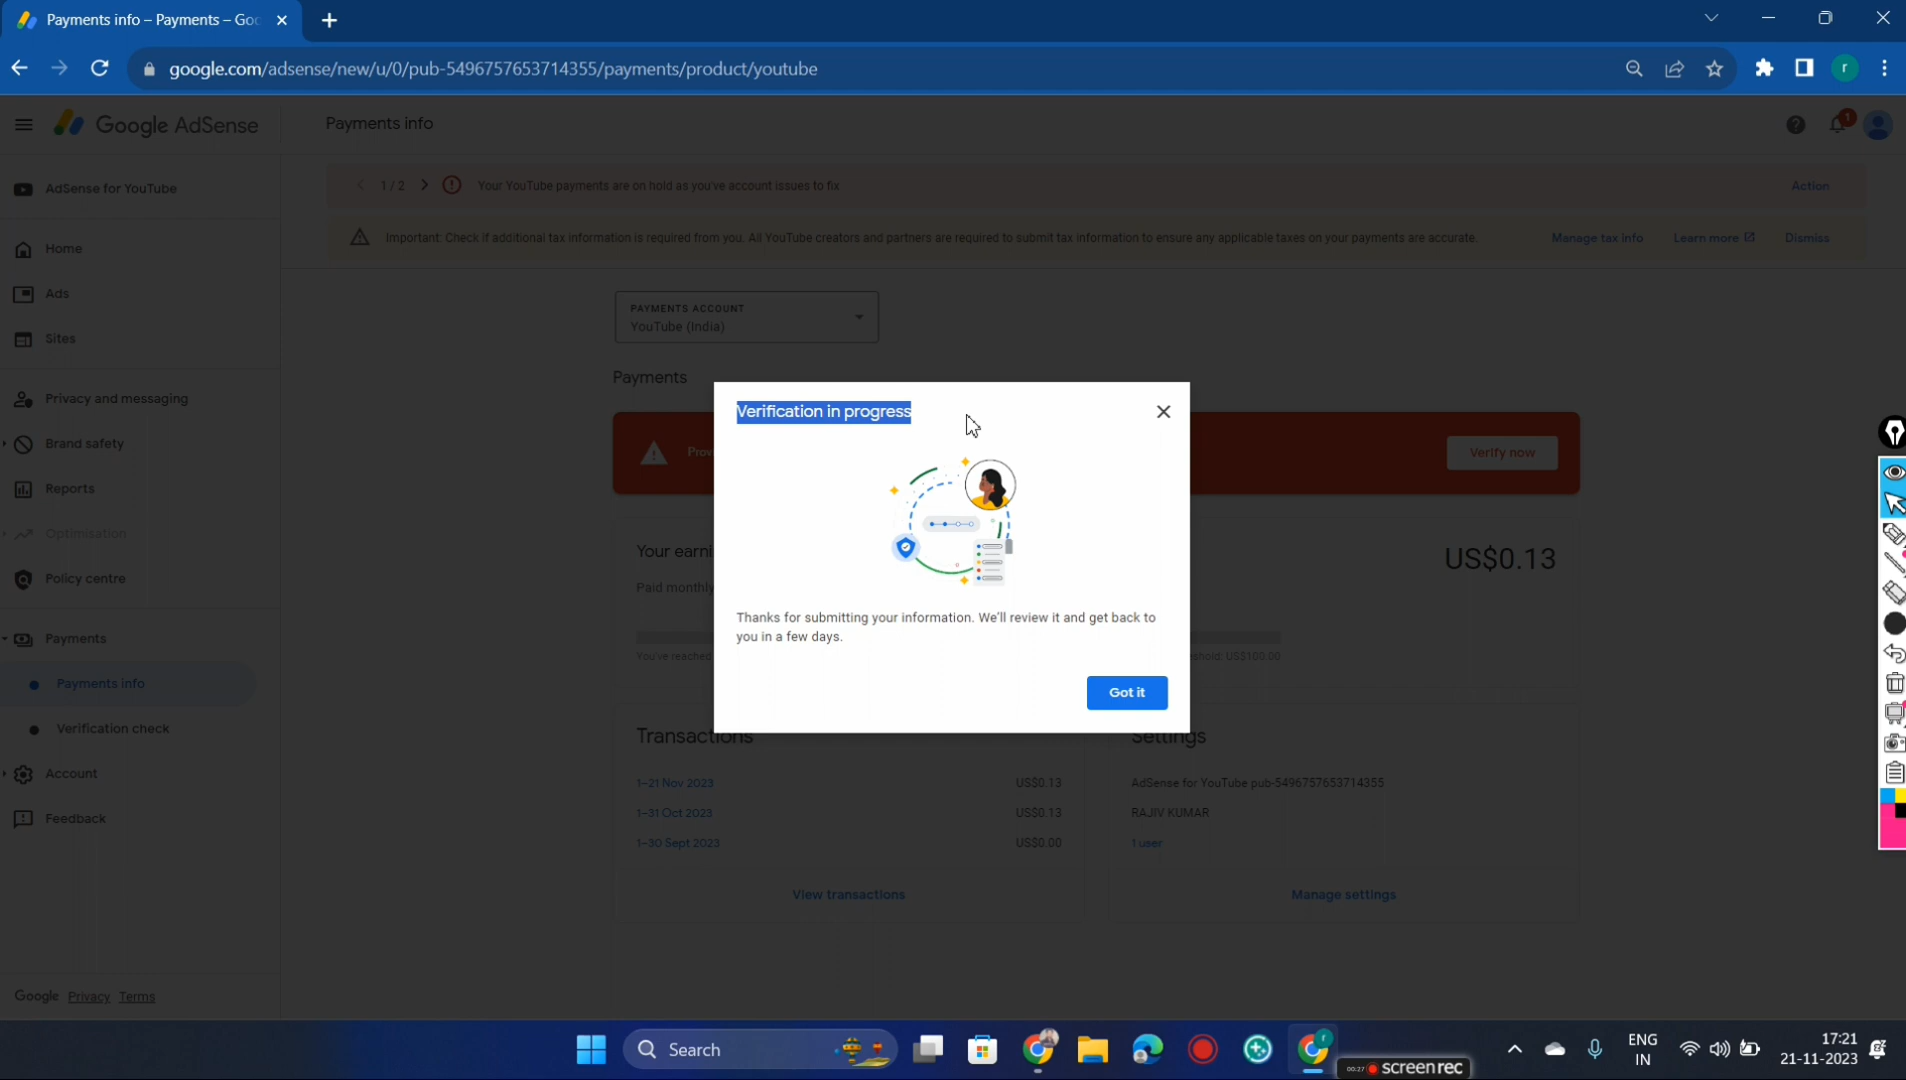 Payments info – Payments – Goo
google.com/adsense/new/u/0/pub-5496757653714355/payments/product/youtube
r
Google AdSense
Payments info
1
AdSense for YouTube
1 / 2
Your YouTube payments are on hold as you've account issues to fix
Action
Important: Check if additional tax information is required from you. All YouTube creators and partners are required to submit tax information to ensure any applicable taxes on your payments are accurate.
Manage tax info
Learn more
Dismiss
Home
Ads
Sites
Privacy and messaging
Brand safety
Reports
Optimisation
Policy centre
Payments
Payments info
Verification check
Account
Feedback
Google Privacy Terms
PAYMENTS ACCOUNT
YouTube (India)
Payments
Verify now
Verification in progress
Thanks for submitting your information. We'll review it and get back to
you in a few days.
Got it
Your earni
US$0.13
Paid monthly
You've reached
US$100.00
Transactions
1–21 Nov 2023 US$0.13
1–31 Oct 2023 US$0.13
1–30 Sept 2023 US$0.00
View transactions
Settings
AdSense for YouTube pub-5496757653714355
RAJIV KUMAR
1 user
Manage settings
Search
r
00:27 screenrec
ENG
IN
17:21
21-11-2023